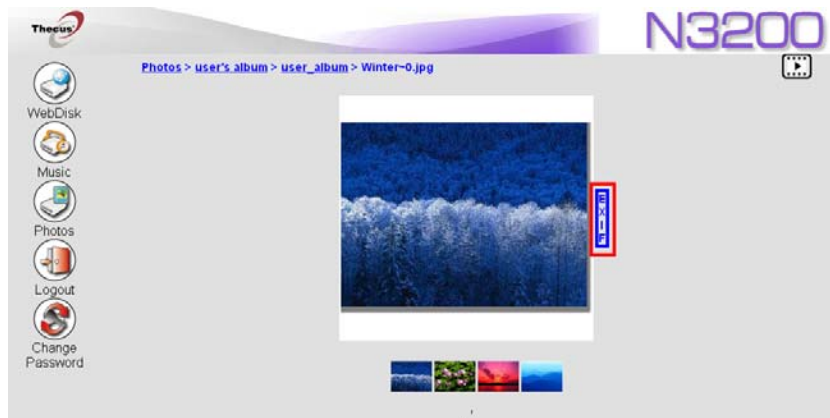 Thecus
N3200
Photos > user's album > user_album > Winter~0.jpg
WebDisk
Music
Photos
Logout
Change
Password
EXIF